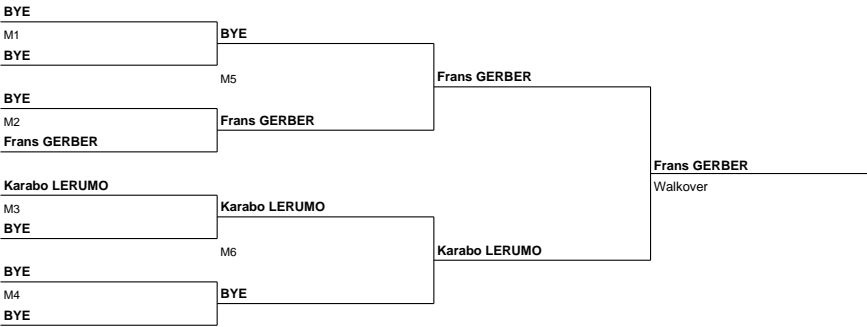 BYE
M1
BYE
BYE
M5
BYE
M2
Frans GERBER
Frans GERBER
Frans GERBER
Karabo LERUMO
M3
BYE
Karabo LERUMO
M6
BYE
M4
BYE
BYE
Karabo LERUMO
Frans GERBER
Walkover